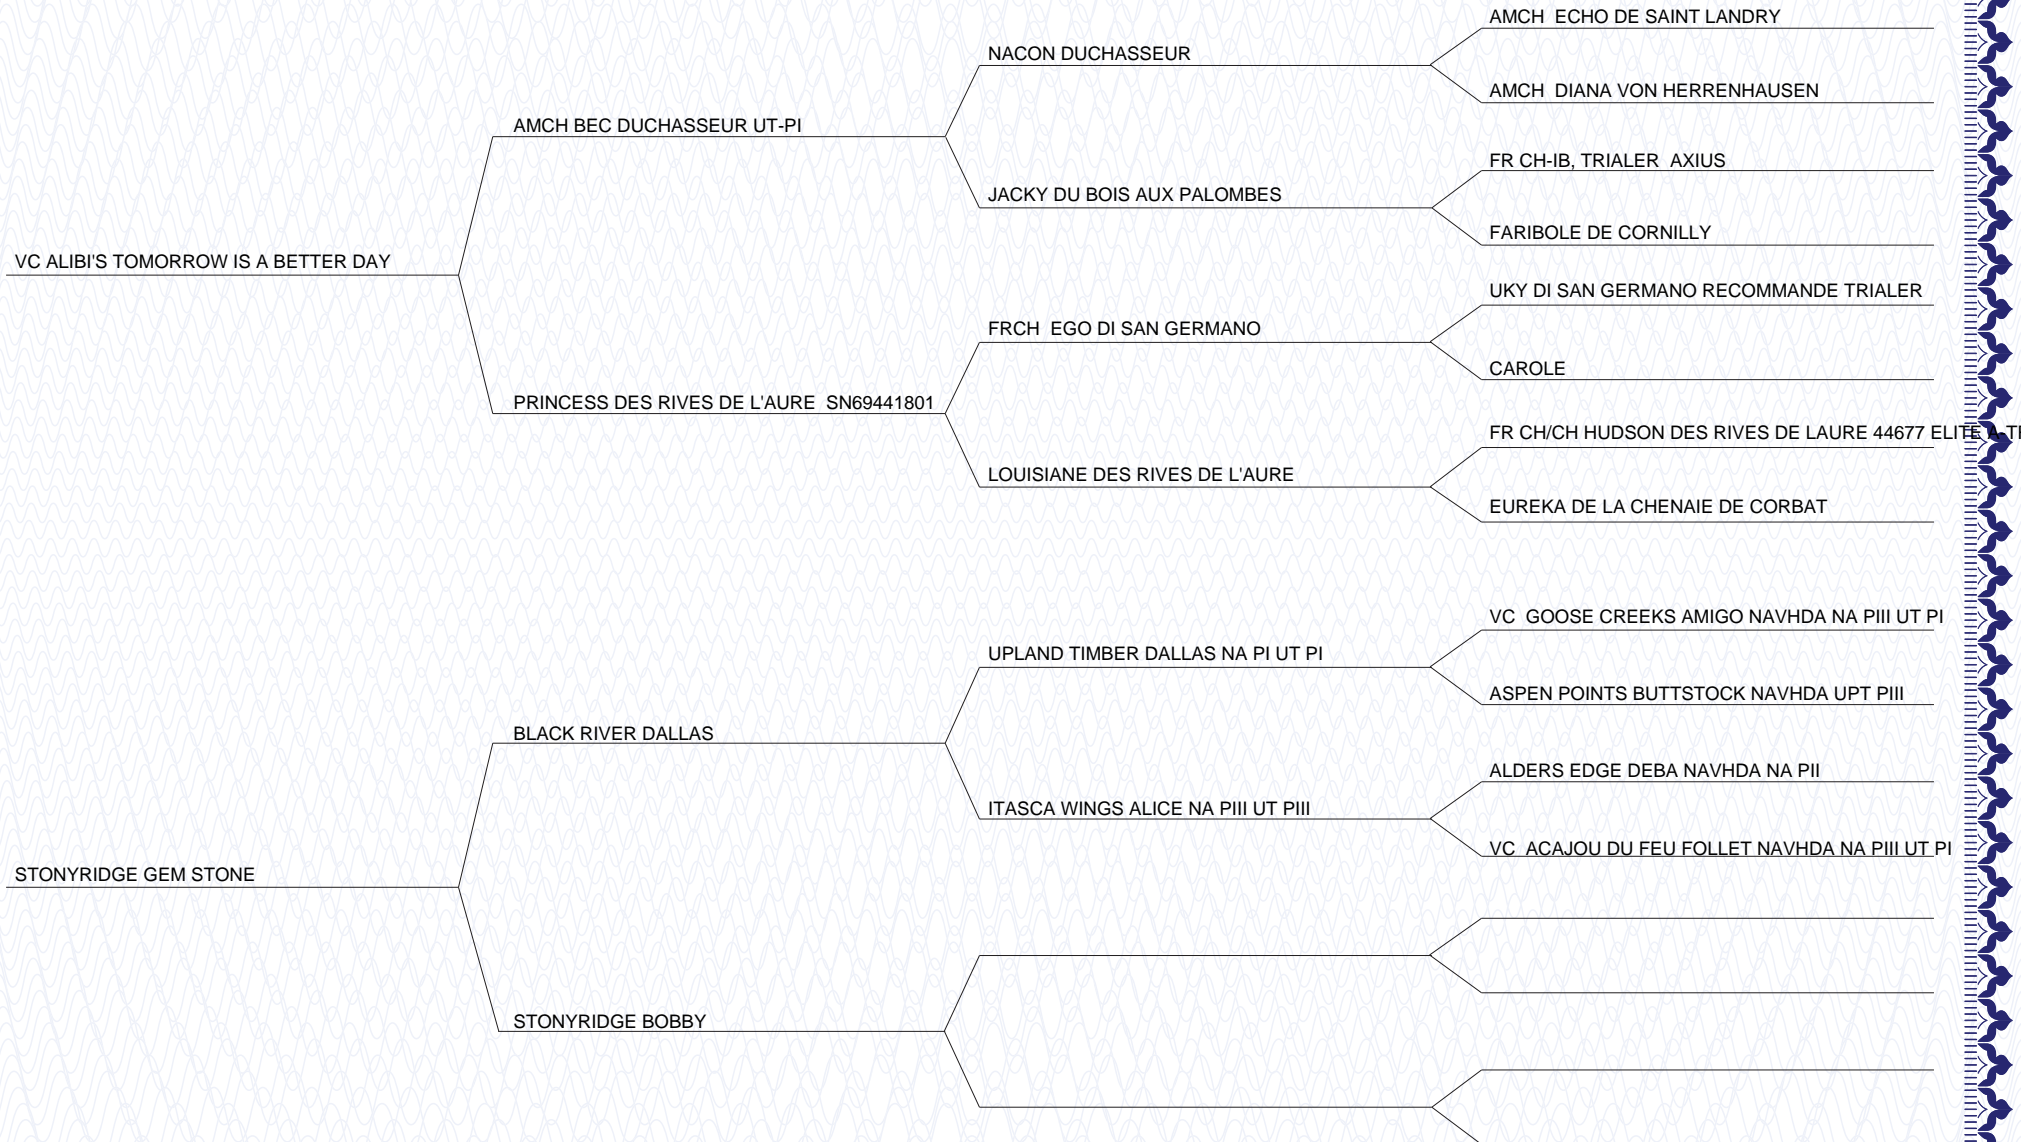 AMCH ECHO DE SAINT LANDRY
NACON DUCHASSEUR
AMCH DIANA VON HERRENHAUSEN
AMCH BEC DUCHASSEUR UT-PI
FR CH-IB, TRIALER AXIUS
JACKY DU BOIS AUX PALOMBES
FARIBOLE DE CORNILLY
VC ALIBI'S TOMORROW IS A BETTER DAY
UKY DI SAN GERMANO RECOMMANDE TRIALER
FRCH EGO DI SAN GERMANO
CAROLE
PRINCESS DES RIVES DE L'AURE SN69441801
FR CH/CH HUDSON DES RIVES DE LAURE 44677 ELITE A-TR
LOUISIANE DES RIVES DE L'AURE
EUREKA DE LA CHENAIE DE CORBAT
VC GOOSE CREEKS AMIGO NAVHDA NA PIII UT PI
UPLAND TIMBER DALLAS NA PI UT PI
ASPEN POINTS BUTTSTOCK NAVHDA UPT PIII
BLACK RIVER DALLAS
ALDERS EDGE DEBA NAVHDA NA PII
ITASCA WINGS ALICE NA PIII UT PIII
VC ACAJOU DU FEU FOLLET NAVHDA NA PIII UT PI
STONYRIDGE GEM STONE
STONYRIDGE BOBBY